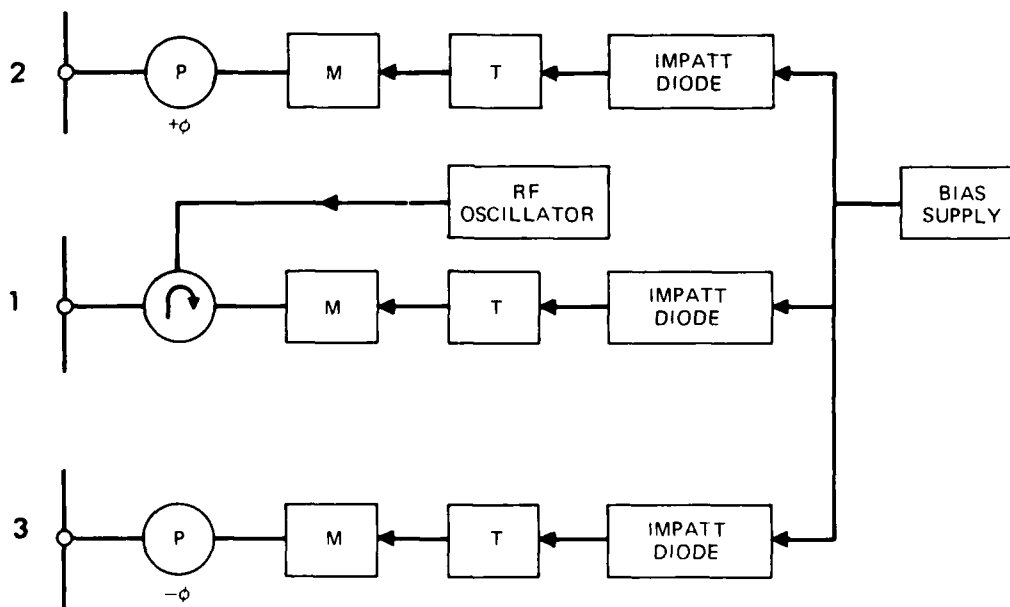 2
P
+φ
M
T
IMPATT
DIODE
RF
OSCILLATOR
BIAS
SUPPLY
1
M
T
IMPATT
DIODE
3
P
−φ
M
T
IMPATT
DIODE